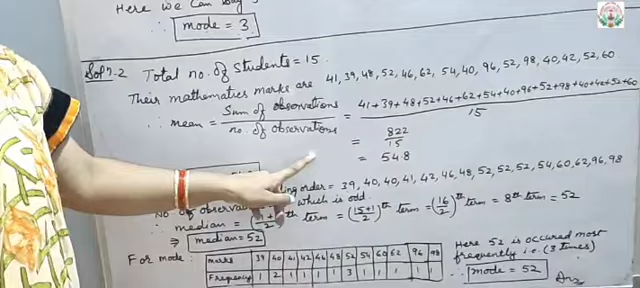 Here we can say
∴ mode = 3
Solⁿ-2 Total no. of students = 15.
Their mathematics marks are 41, 39, 48, 52, 46, 62, 54, 40, 96, 52, 98, 40, 42, 52, 60.
∴ mean = Sum of observations / no. of observations = 41+39+48+52+46+62+54+40+96+52+98+40+42+52+60 / 15
= 822/15
= 54.8
order = 39, 40, 40, 41, 42, 46, 48, 52, 52, 52, 54, 60, 62, 96, 98
No of which is odd.
∴ median = th term = (15+1/2)th term = (16/2)th term = 8th term = 52
⇒ median = 52
For mode:
marks 39 40 41 42 46 48 52 54 60 62 96 98
Frequency 1 2 1 1 1 1 3 1 1 1 1 1
Here 52 is occured most
frequently i.e. (3 times)
∴ mode = 52 Ans